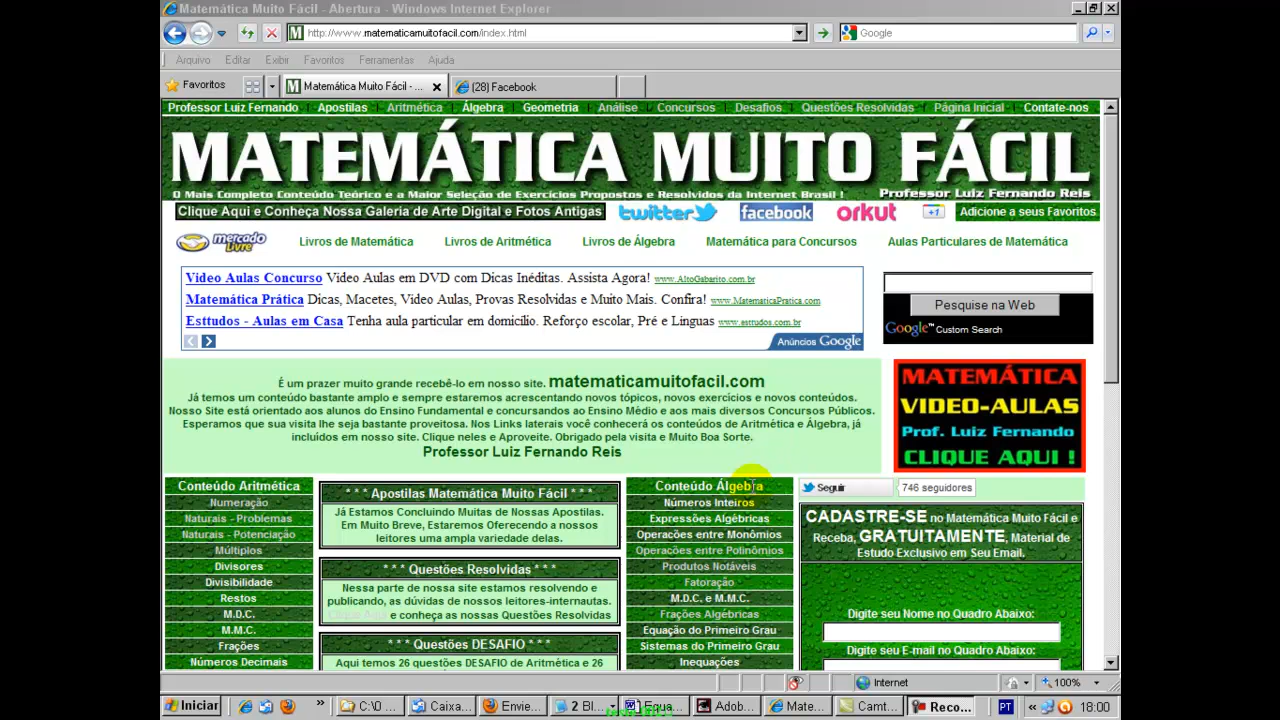 Matemática Muito Fácil - Abertura - Windows Internet Explorer
http://www.matematicamuitofacil.com/index.html
Google
Arquivo Editar Exibir Favoritos Ferramentas Ajuda
Favoritos
Matemática Muito Fácil - ...
(28) Facebook
Professor Luiz Fernando | Apostilas | Aritmética | Álgebra | Geometria | Análise | Concursos | Desafios | Questões Resolvidas | Página Inicial | Contate-nos
MATEMÁTICA MUITO FÁCIL
O Mais Completo Conteúdo Teórico e a Maior Seleção de Exercícios Propostos e Resolvidos da Internet Brasil !
Professor Luiz Fernando Reis
Clique Aqui e Conheça Nossa Galeria de Arte Digital e Fotos Antigas
twitter
facebook
orkut
+1
Adicione a seus Favoritos
mercado livre
Livros de Matemática
Livros de Aritmética
Livros de Álgebra
Matemática para Concursos
Aulas Particulares de Matemática
Video Aulas Concurso Video Aulas em DVD com Dicas Inéditas. Assista Agora! www.AltoGabarito.com.br
Matemática Prática Dicas, Macetes, Video Aulas, Provas Resolvidas e Muito Mais. Confira! www.MatematicaPratica.com
Esttudos - Aulas em Casa Tenha aula particular em domicílio. Reforço escolar, Pré e Linguas www.esttudos.com.br
Anúncios Google
Pesquise na Web
Google™ Custom Search
É um prazer muito grande recebê-lo em nosso site. matematicamuitofacil.com
Já temos um conteúdo bastante amplo e sempre estaremos acrescentando novos tópicos, novos exercícios e novos conteúdos.
Nosso Site está orientado aos alunos do Ensino Fundamental e concursandos ao Ensino Médio e aos mais diversos Concursos Públicos.
Esperamos que sua visita lhe seja bastante proveitosa. Nos Links laterais você conhecerá os conteúdos de Aritmética e Álgebra, já
incluídos em nosso site. Clique neles e Aproveite. Obrigado pela visita e Muito Boa Sorte.
Professor Luiz Fernando Reis
MATEMÁTICA
VIDEO-AULAS
Prof. Luiz Fernando
CLIQUE AQUI !
Conteúdo Aritmética
Numeração
Naturais - Problemas
Naturais - Potenciação
Múltiplos
Divisores
Divisibilidade
Restos
M.D.C.
M.M.C.
Frações
Números Decimais
* * * Apostilas Matemática Muito Fácil * * *
Já Estamos Concluindo Muitas de Nossas Apostilas.
Em Muito Breve, Estaremos Oferecendo a nossos
leitores uma ampla variedade delas.
* * * Questões Resolvidas * * *
Nessa parte de nossa site estamos resolvendo e
publicando, as dúvidas de nossos leitores-internautas.
e conheça as nossas Questões Resolvidas
* * * Questões DESAFIO * * *
Aqui temos 26 questões DESAFIO de Aritmética e 26
Conteúdo Álgebra
Números Inteiros
Expressões Algébricas
Operacões entre Monômios
Operacões entre Polinômios
Produtos Notáveis
Fatoração
M.D.C. e M.M.C.
Frações Algébricas
Equação do Primeiro Grau
Sistemas do Primeiro Grau
Inequações
Seguir
746 seguidores
CADASTRE-SE no Matemática Muito Fácil e
Receba, GRATUITAMENTE, Material de
Estudo Exclusivo em Seu Email.
Digite seu Nome no Quadro Abaixo:
Digite seu E-mail no Quadro Abaixo:
Internet
100%
Iniciar
C:\D ...
Caixa...
Envie...
2 Bl...
Equa...
Adob...
Mate...
Camt...
Reco...
PT
18:00